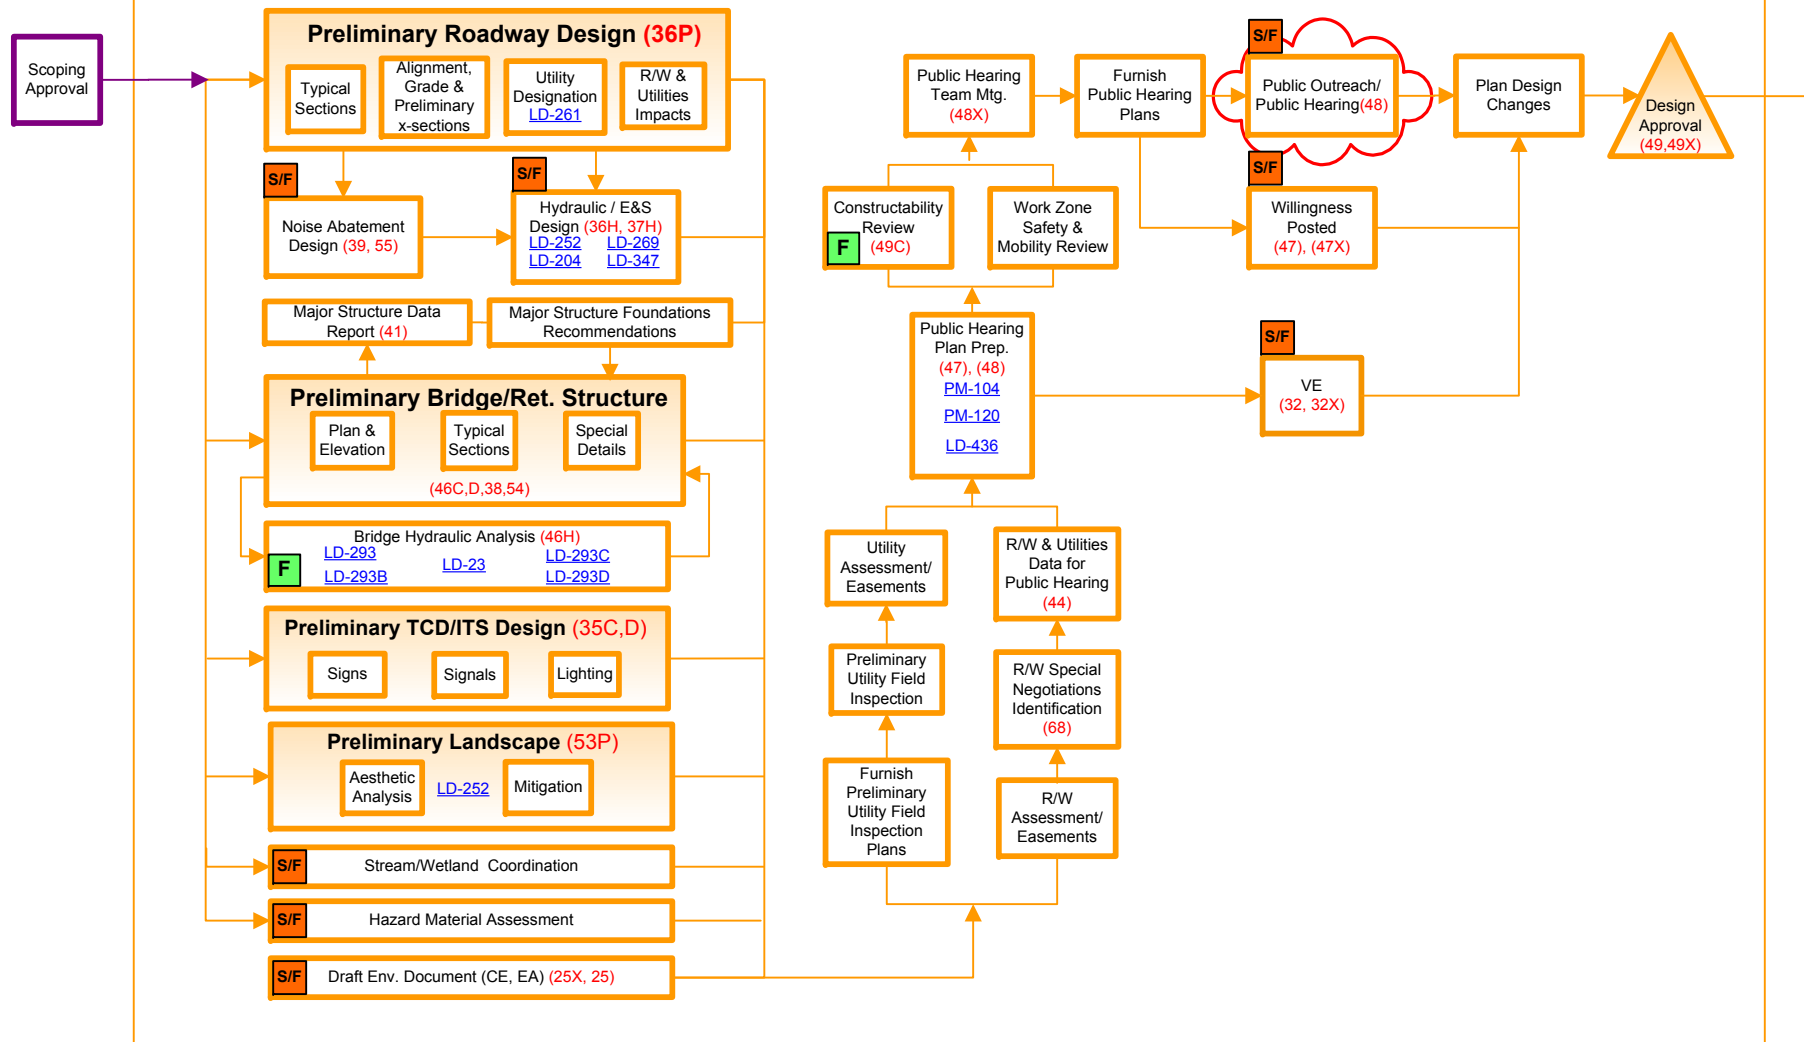 Scoping
Approval
Preliminary Roadway Design (36P)
Typical
Sections
Alignment,
Grade &
Preliminary
x-sections
Utility
Designation
LD-261
R/W &
Utilities
Impacts
S/F
Noise Abatement
Design (39, 55)
S/F
Hydraulic / E&S
Design (36H, 37H)
LD-252 LD-269
LD-204 LD-347
Major Structure Data
Report (41)
Major Structure Foundations
Recommendations
Preliminary Bridge/Ret. Structure
Plan &
Elevation
Typical
Sections
Special
Details
(46C,D,38,54)
Bridge Hydraulic Analysis (46H)
LD-293 LD-23 LD-293C
LD-293B LD-293D
F
Preliminary TCD/ITS Design (35C,D)
Signs
Signals
Lighting
Preliminary Landscape (53P)
Aesthetic
Analysis
LD-252
Mitigation
S/F
Stream/Wetland Coordination
S/F
Hazard Material Assessment
S/F
Draft Env. Document (CE, EA) (25X, 25)
Public Hearing
Team Mtg.
(48X)
Furnish
Public Hearing
Plans
S/F
Public Outreach/
Public Hearing(48)
Plan Design
Changes
Design
Approval
(49,49X)
Constructability
Review
(49C)
F
Work Zone
Safety &
Mobility Review
S/F
Willingness
Posted
(47), (47X)
Public Hearing
Plan Prep.
(47), (48)
PM-104
PM-120
LD-436
S/F
VE
(32, 32X)
Utility
Assessment/
Easements
R/W & Utilities
Data for
Public Hearing
(44)
Preliminary
Utility Field
Inspection
R/W Special
Negotiations
Identification
(68)
Furnish
Preliminary
Utility Field
Inspection
Plans
R/W
Assessment/
Easements